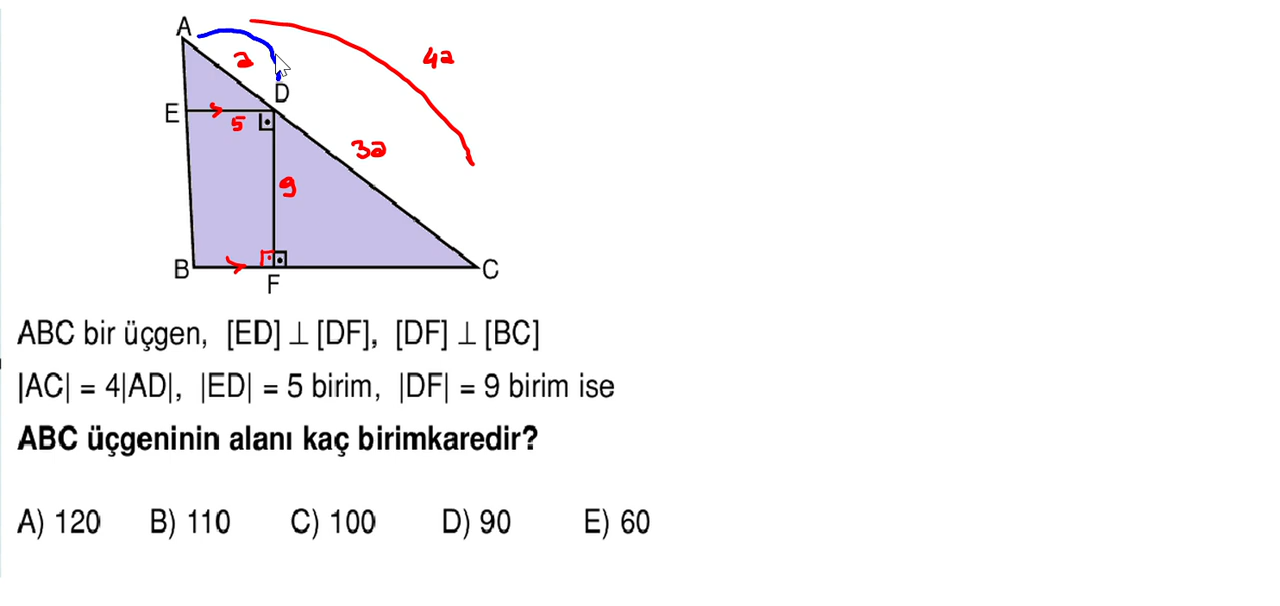 A
a
4a
D
E
5
3a
9
B
F
C
ABC bir üçgen, [ED] ⊥ [DF], [DF] ⊥ [BC]
|AC| = 4|AD|, |ED| = 5 birim, |DF| = 9 birim ise
ABC üçgeninin alanı kaç birimkaredir?
A) 120 B) 110 C) 100 D) 90 E) 60